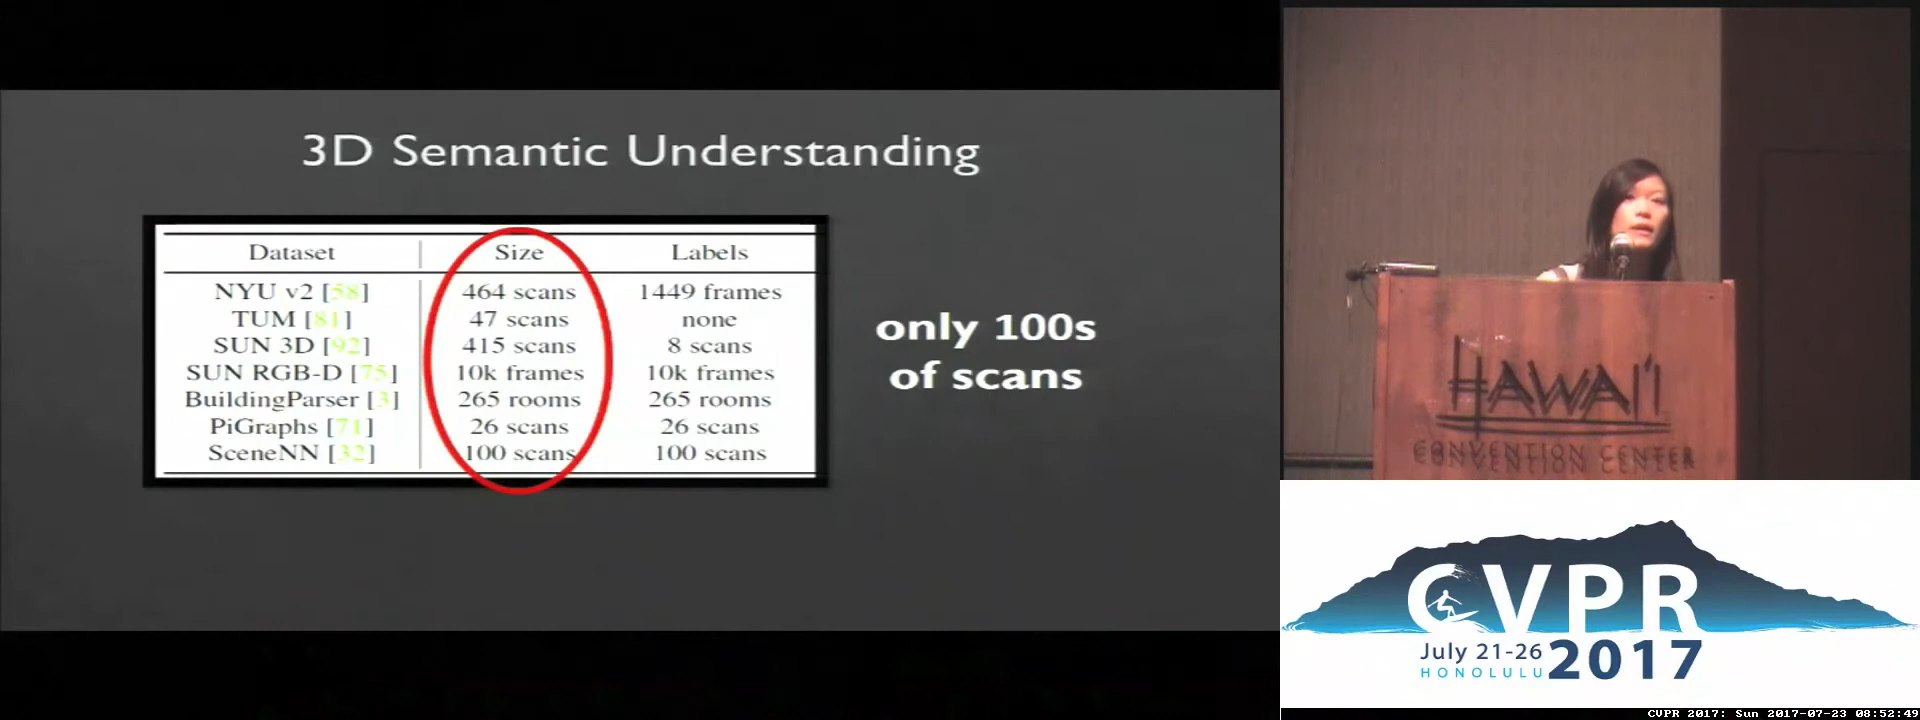 3D Semantic Understanding
Dataset Size Labels
NYU v2 [58] 464 scans 1449 frames
TUM [81] 47 scans none
SUN 3D [92] 415 scans 8 scans
SUN RGB-D [75] 10k frames 10k frames
BuildingParser [3] 265 rooms 265 rooms
PiGraphs [71] 26 scans 26 scans
SceneNN [32] 100 scans 100 scans
only 100s
of scans
HAWAI'I
CONVENTION CENTER
CVPR
July 21-26 2017
HONOLULU
CVPR 2017: Sun 2017-07-23 08:52:49